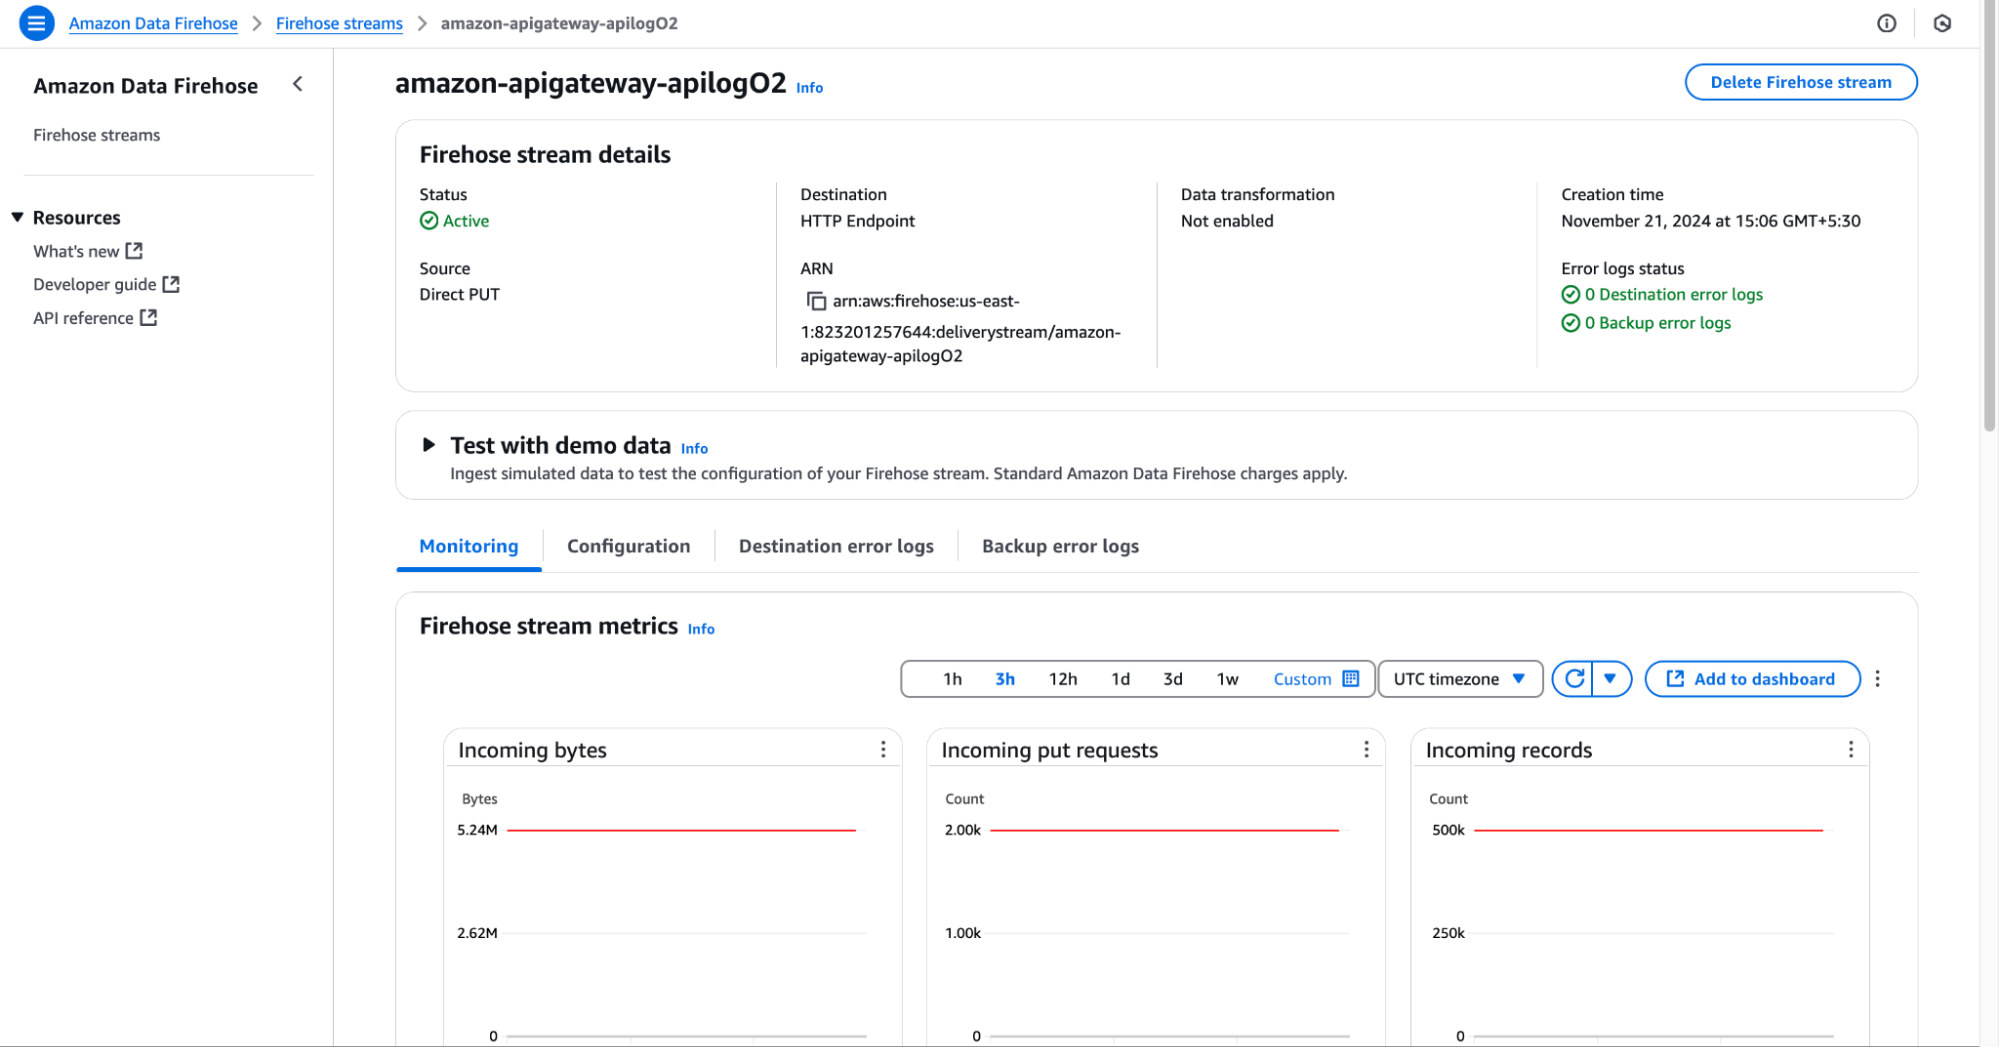 Amazon Data Firehose > Firehose streams > amazon-apigateway-apilogO2
Amazon Data Firehose
Firehose streams
Resources
What's new
Developer guide
API reference
amazon-apigateway-apilogO2 Info
Delete Firehose stream
Firehose stream details
Status
Active
Source
Direct PUT
Destination
HTTP Endpoint
ARN
arn:aws:firehose:us-east-
1:823201257644:deliverystream/amazon-
apigateway-apilogO2
Data transformation
Not enabled
Creation time
November 21, 2024 at 15:06 GMT+5:30
Error logs status
0 Destination error logs
0 Backup error logs
Test with demo data Info
Ingest simulated data to test the configuration of your Firehose stream. Standard Amazon Data Firehose charges apply.
Monitoring Configuration Destination error logs Backup error logs
Firehose stream metrics Info
1h 3h 12h 1d 3d 1w Custom UTC timezone Add to dashboard
Incoming bytes
Bytes
5.24M
2.62M
0
Incoming put requests
Count
2.00k
1.00k
0
Incoming records
Count
500k
250k
0